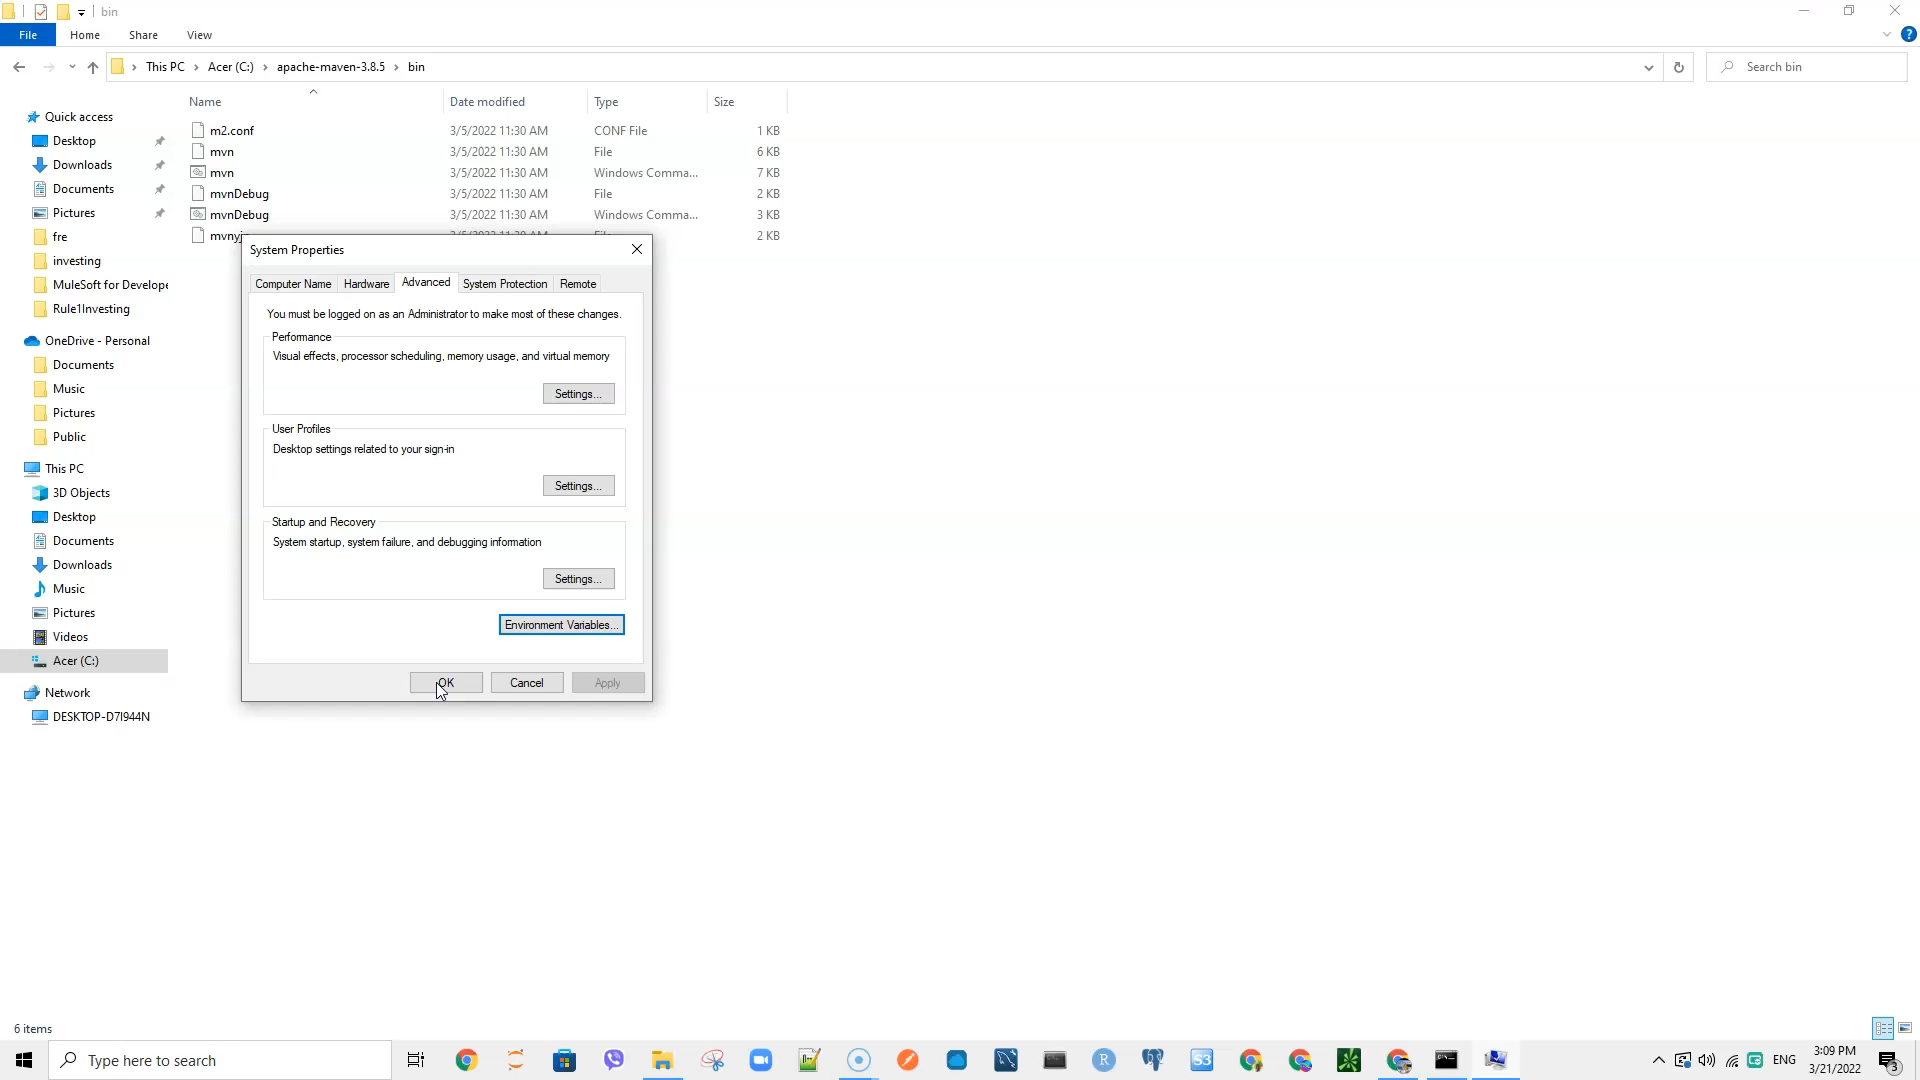 bin
File Home Share View
This PC Acer (C:) apache-maven-3.8.5 bin
Search bin
Name Date modified Type Size
m2.conf 3/5/2022 11:30 AM CONF File 1 KB
mvn 3/5/2022 11:30 AM File 6 KB
mvn 3/5/2022 11:30 AM Windows Comma... 7 KB
mvnDebug 3/5/2022 11:30 AM File 2 KB
mvnDebug 3/5/2022 11:30 AM Windows Comma... 3 KB
2 KB
Quick access
Desktop
Downloads
Documents
Pictures
fre
investing
MuleSoft for Develope
Rule1Investing
OneDrive - Personal
Documents
Music
Pictures
Public
This PC
3D Objects
Desktop
Documents
Downloads
Music
Pictures
Videos
Acer (C:)
Network
DESKTOP-D7I944N
System Properties
Computer Name Hardware Advanced System Protection Remote
You must be logged on as an Administrator to make most of these changes.
Performance
Visual effects, processor scheduling, memory usage, and virtual memory
Settings...
User Profiles
Desktop settings related to your sign-in
Settings...
Startup and Recovery
System startup, system failure, and debugging information
Settings...
Environment Variables...
OK Cancel Apply
6 items
Type here to search
R
S3
ENG
3:09 PM
3/21/2022
3